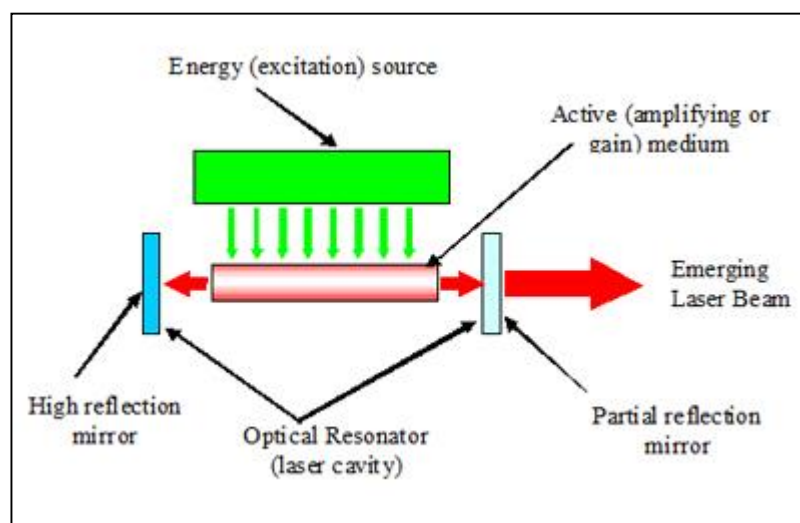 Energy (excitation) source
Active (amplifying or
gain) medium
Emerging
Laser Beam
High reflection
mirror
Optical Resonator
(laser cavity)
Partial reflection
mirror